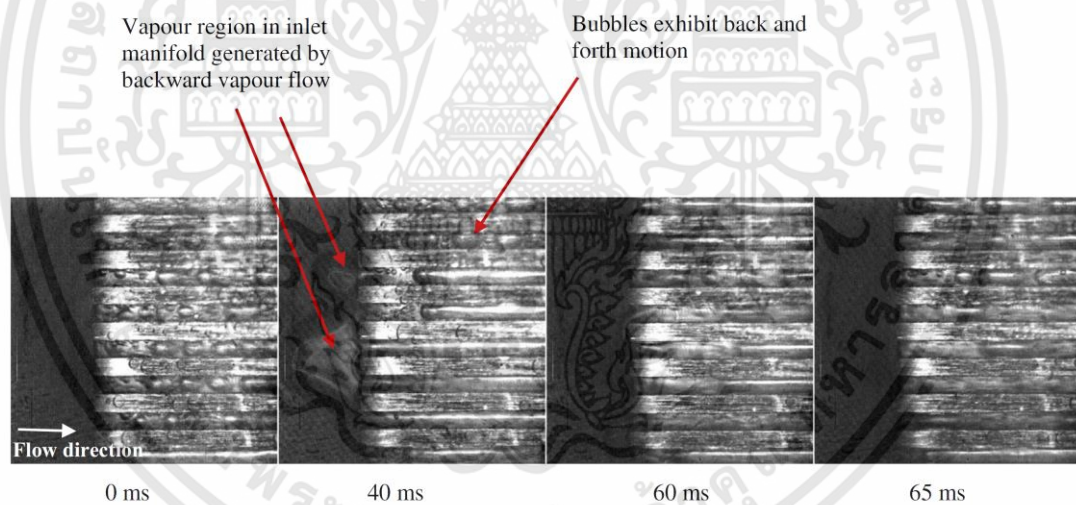 Vapour region in inlet
manifold generated by
backward vapour flow
Bubbles exhibit back and
forth motion
Flow direction
0 ms
40 ms
60 ms
65 ms